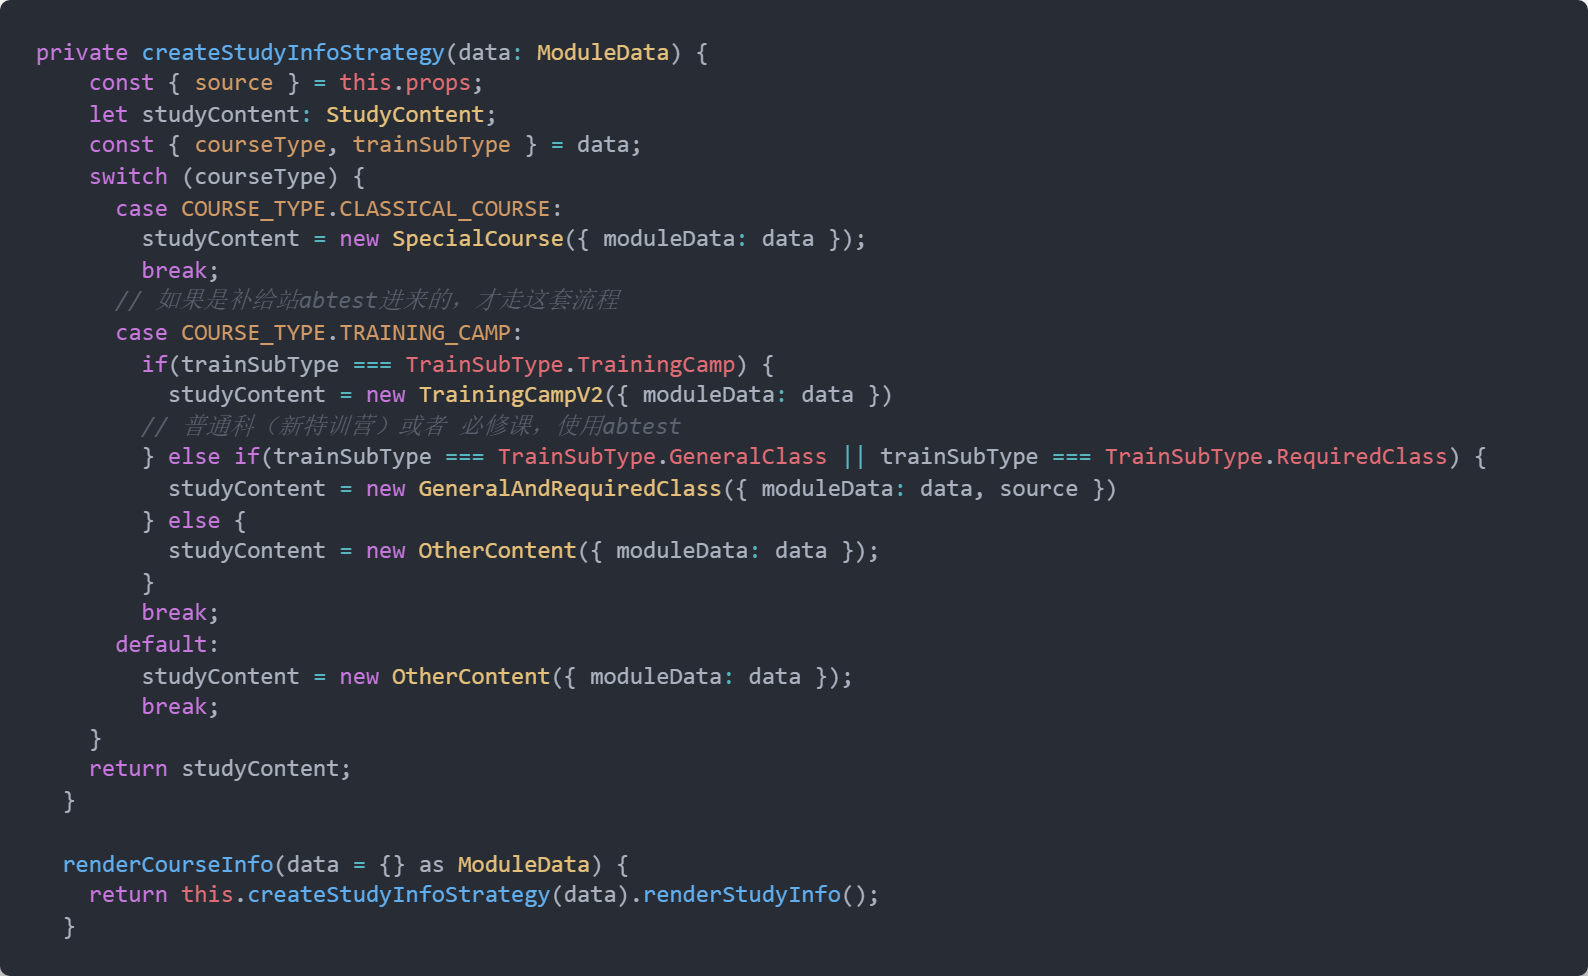 private createStudyInfoStrategy(data: ModuleData) {
    const { source } = this.props;
    let studyContent: StudyContent;
    const { courseType, trainSubType } = data;
    switch (courseType) {
      case COURSE_TYPE.CLASSICAL_COURSE:
        studyContent = new SpecialCourse({ moduleData: data });
        break;
      // 如果是补给站abtest进来的，才走这套流程
      case COURSE_TYPE.TRAINING_CAMP:
        if(trainSubType === TrainSubType.TrainingCamp) {
          studyContent = new TrainingCampV2({ moduleData: data })
        // 普通科（新特训营）或者 必修课，使用abtest
        } else if(trainSubType === TrainSubType.GeneralClass || trainSubType === TrainSubType.RequiredClass) {
          studyContent = new GeneralAndRequiredClass({ moduleData: data, source })
        } else {
          studyContent = new OtherContent({ moduleData: data });
        }
        break;
      default:
        studyContent = new OtherContent({ moduleData: data });
        break;
    }
    return studyContent;
  }

  renderCourseInfo(data = {} as ModuleData) {
    return this.createStudyInfoStrategy(data).renderStudyInfo();
  }